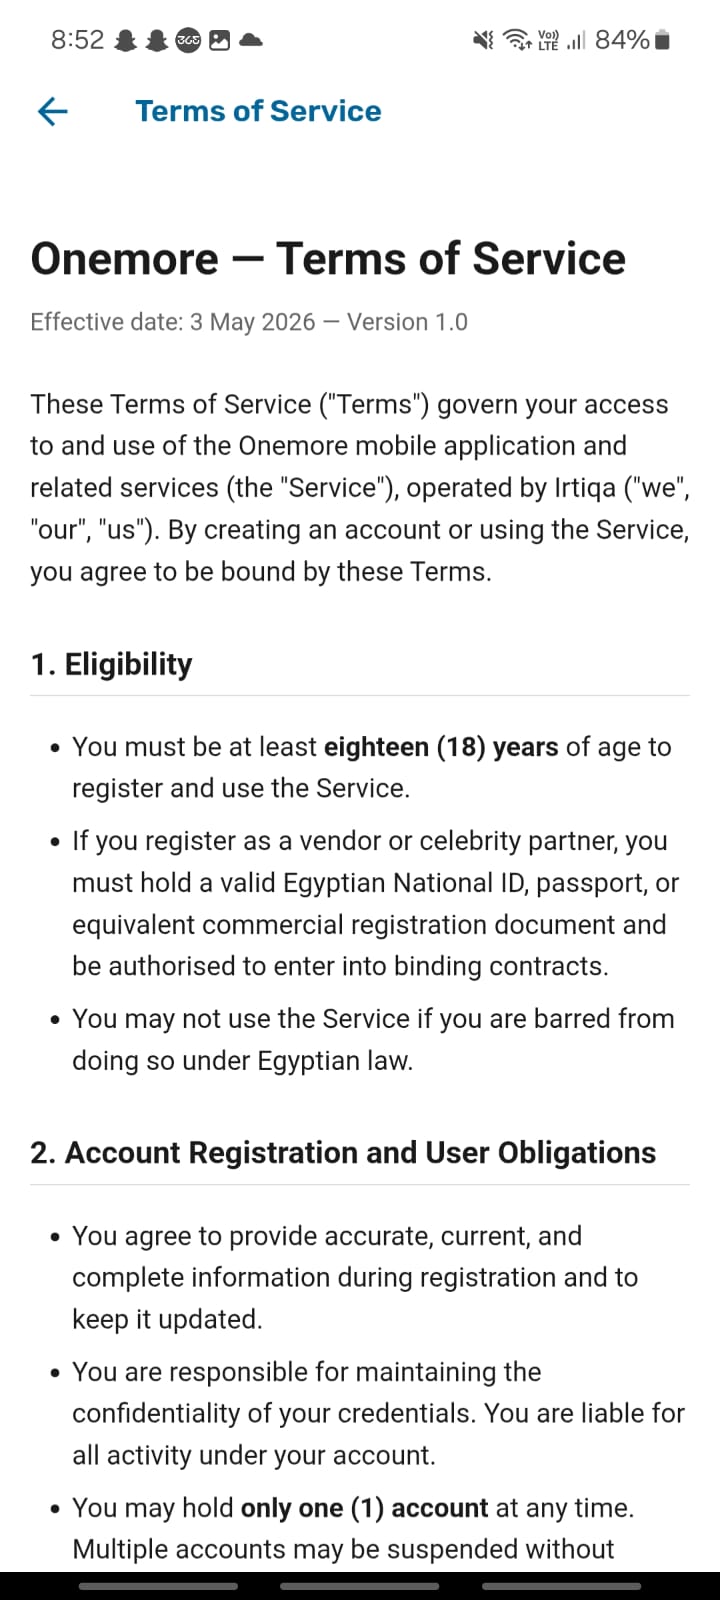 8:52
365
Vo)) LTE
84%
Terms of Service
Onemore — Terms of Service
Effective date: 3 May 2026 — Version 1.0
These Terms of Service ("Terms") govern your access
to and use of the Onemore mobile application and
related services (the "Service"), operated by Irtiqa ("we",
"our", "us"). By creating an account or using the Service,
you agree to be bound by these Terms.
1. Eligibility
• You must be at least eighteen (18) years of age to
register and use the Service.
• If you register as a vendor or celebrity partner, you
must hold a valid Egyptian National ID, passport, or
equivalent commercial registration document and
be authorised to enter into binding contracts.
• You may not use the Service if you are barred from
doing so under Egyptian law.
2. Account Registration and User Obligations
• You agree to provide accurate, current, and
complete information during registration and to
keep it updated.
• You are responsible for maintaining the
confidentiality of your credentials. You are liable for
all activity under your account.
• You may hold only one (1) account at any time.
Multiple accounts may be suspended without